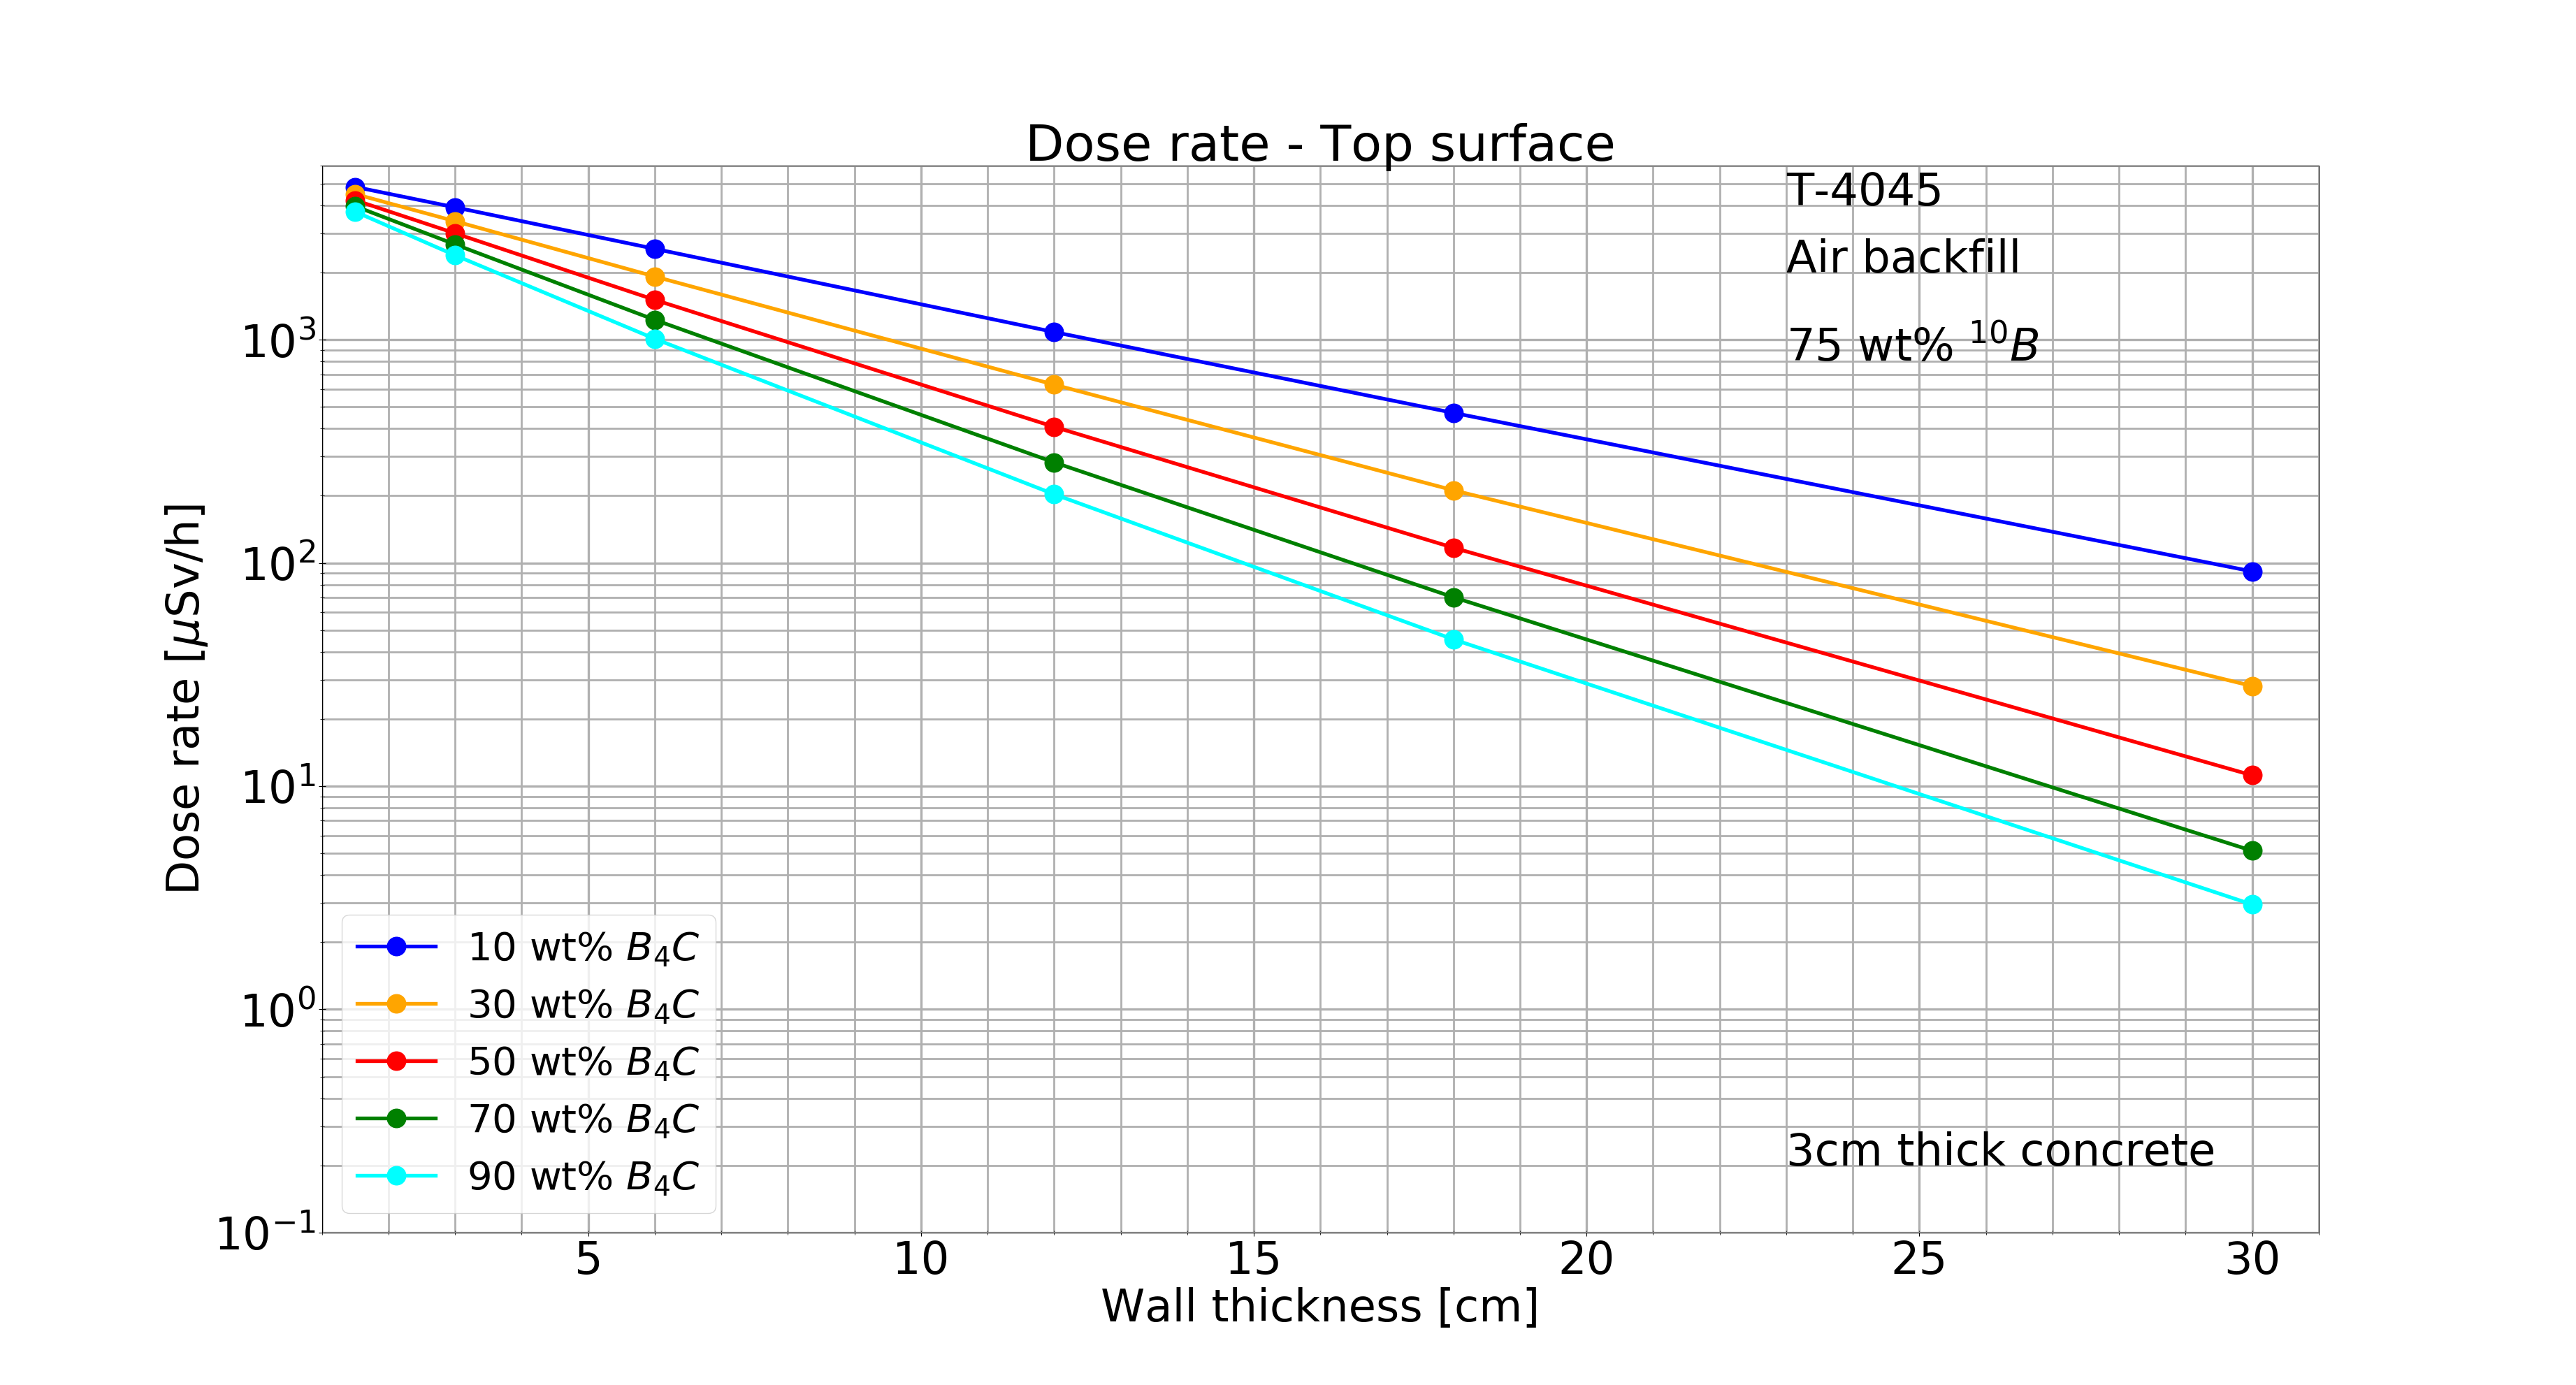 Dose rate - Top surface
T-4045
Air backfill
75 wt% ¹⁰B
Dose rate [μSv/h]
10³
10²
10¹
10⁰
10⁻¹
10 wt% B₄C
30 wt% B₄C
50 wt% B₄C
70 wt% B₄C
90 wt% B₄C
3cm thick concrete
5 10 15 20 25 30
Wall thickness [cm]